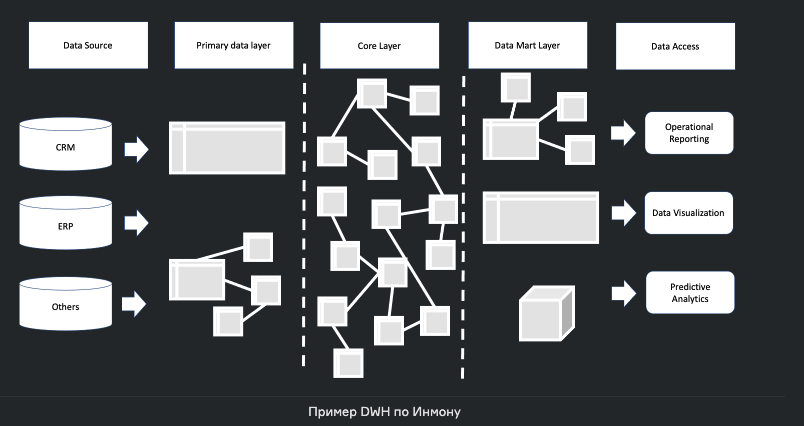 Data Source
Primary data layer
Core Layer
Data Mart Layer
Data Access
CRM
ERP
Others
Operational
Reporting
Data Visualization
Predictive
Analytics
Пример DWH по Инмону